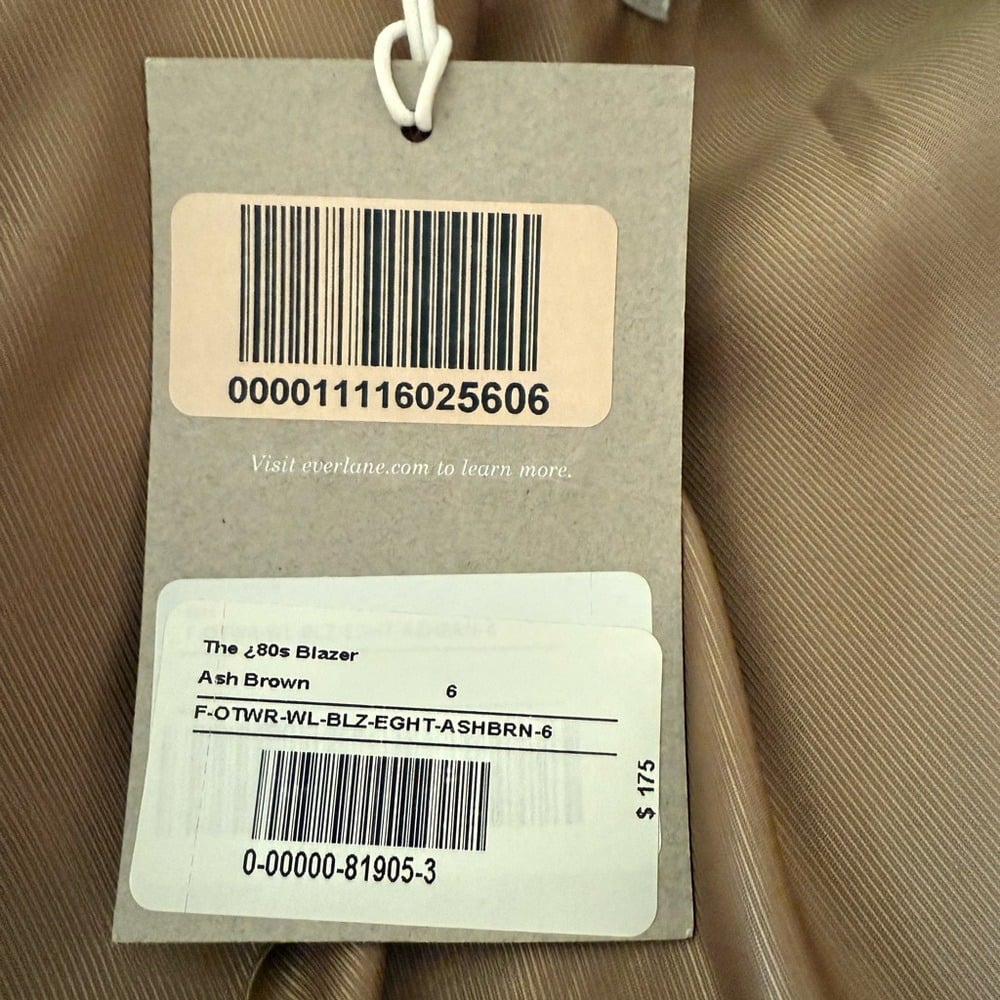 000011116025606
Visit everlane.com to learn more.
The ¿80s Blazer
Ash Brown 6
F-OTWR-WL-BLZ-EGHT-ASHBRN-6
$ 175
0-00000-81905-3